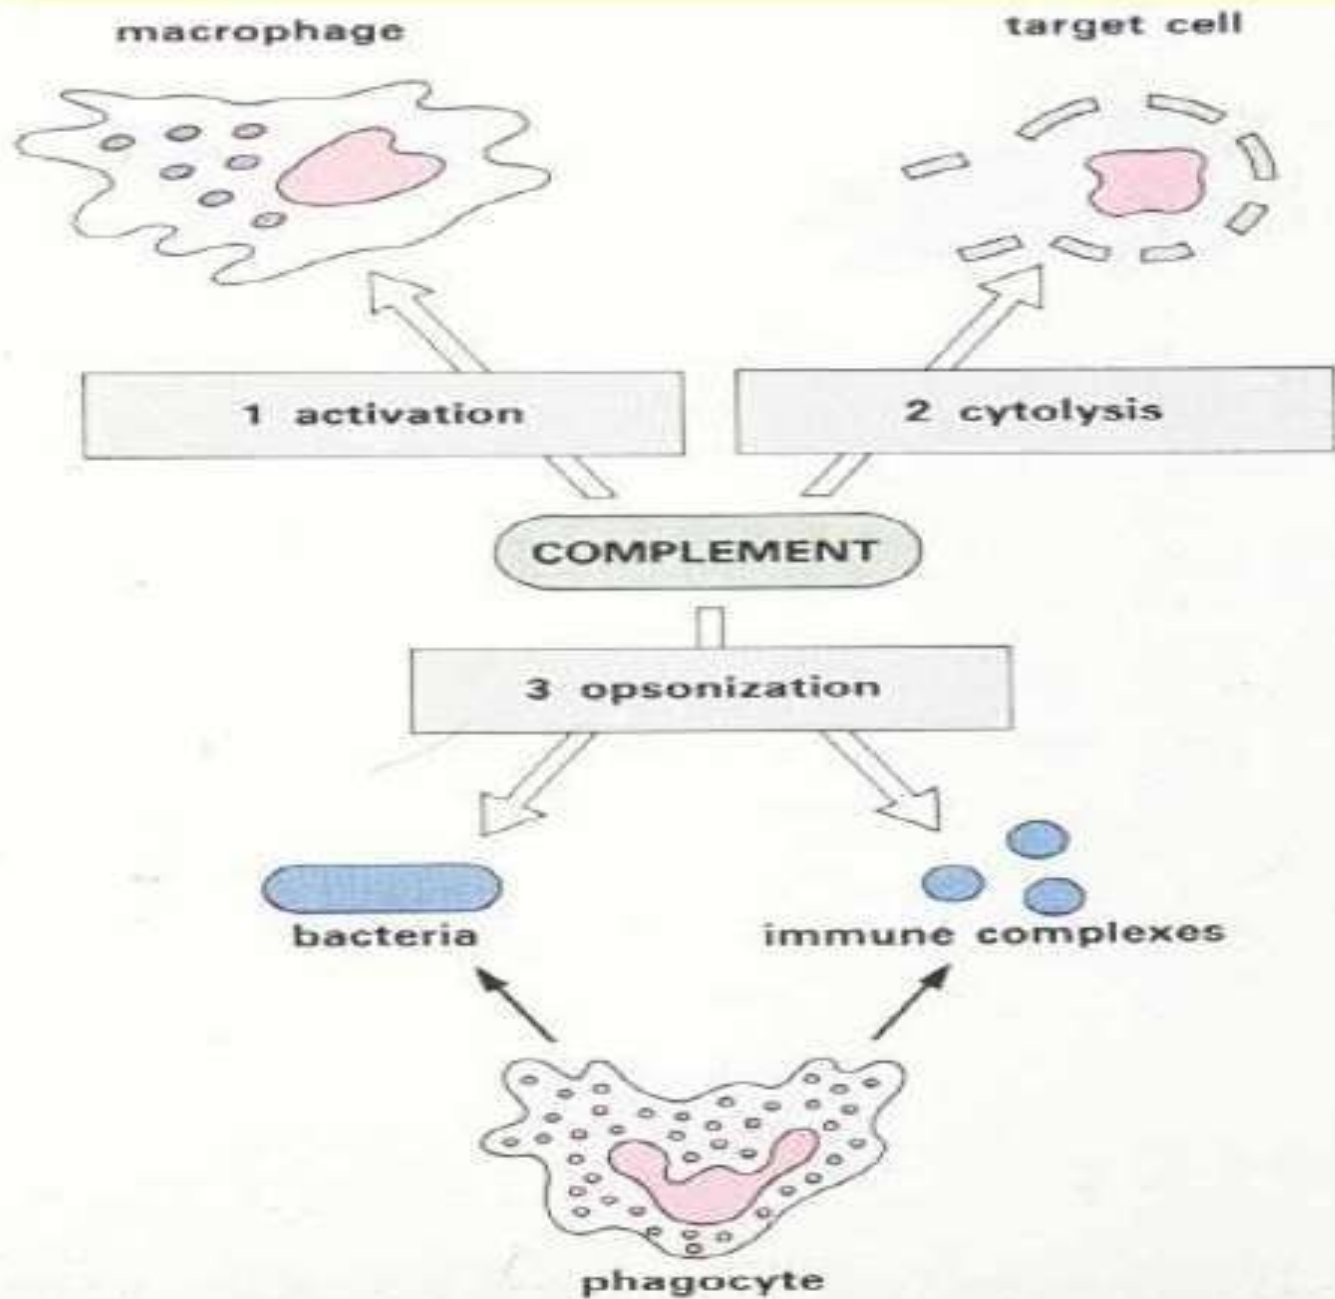 macrophage
target cell
1 activation
2 cytolysis
COMPLEMENT
3 opsonization
bacteria
immune complexes
phagocyte